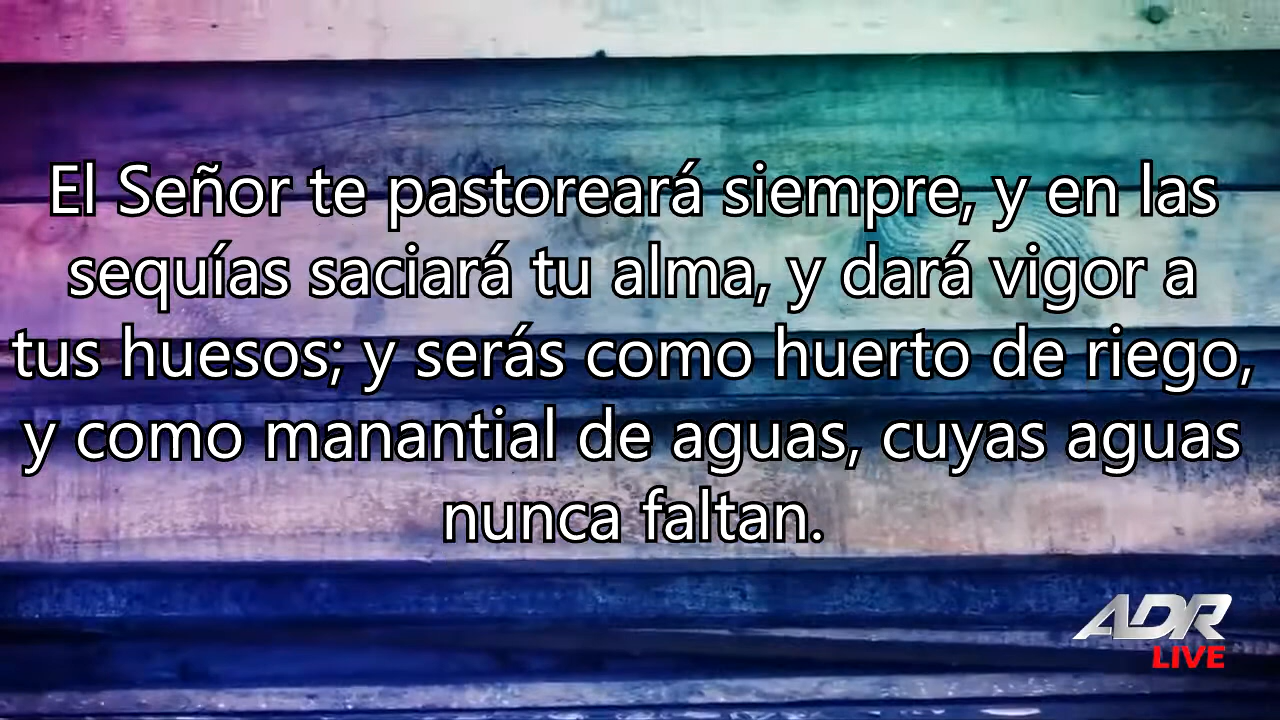 El Señor te pastoreará siempre, y en las
sequías saciará tu alma, y dará vigor a
tus huesos; y serás como huerto de riego,
y como manantial de aguas, cuyas aguas
nunca faltan.
ADR
LIVE